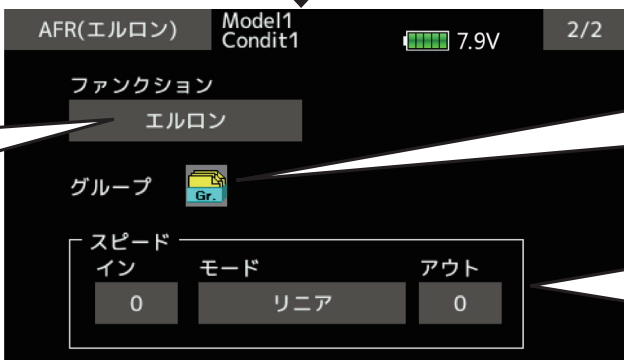 AFR(エルロン)
Model1
Condit1
7.9V
2/2
ファンクション
エルロン
グループ
Gr.
スピード
イン モード アウト
0 リニア 0